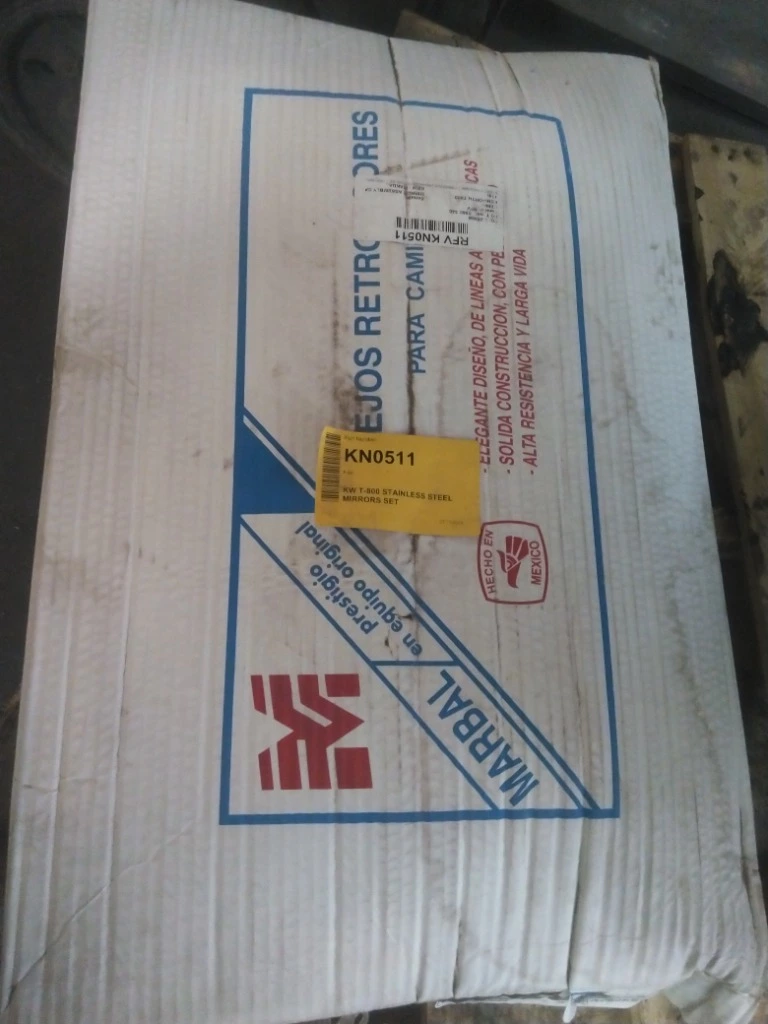 EJOS RETRO ORES
PARA CAMI
CAS
- ELEGANTE DISEÑO, DE LINEAS A
- SOLIDA CONSTRUCCION, CON PE
- ALTA RESISTENCIA Y LARGA VIDA
RFV KN0511
KN0511
KW T-800 STAINLESS STEEL
MIRRORS SET
HECHO EN
MEXICO
prestigio
en equipo original
MARBAL